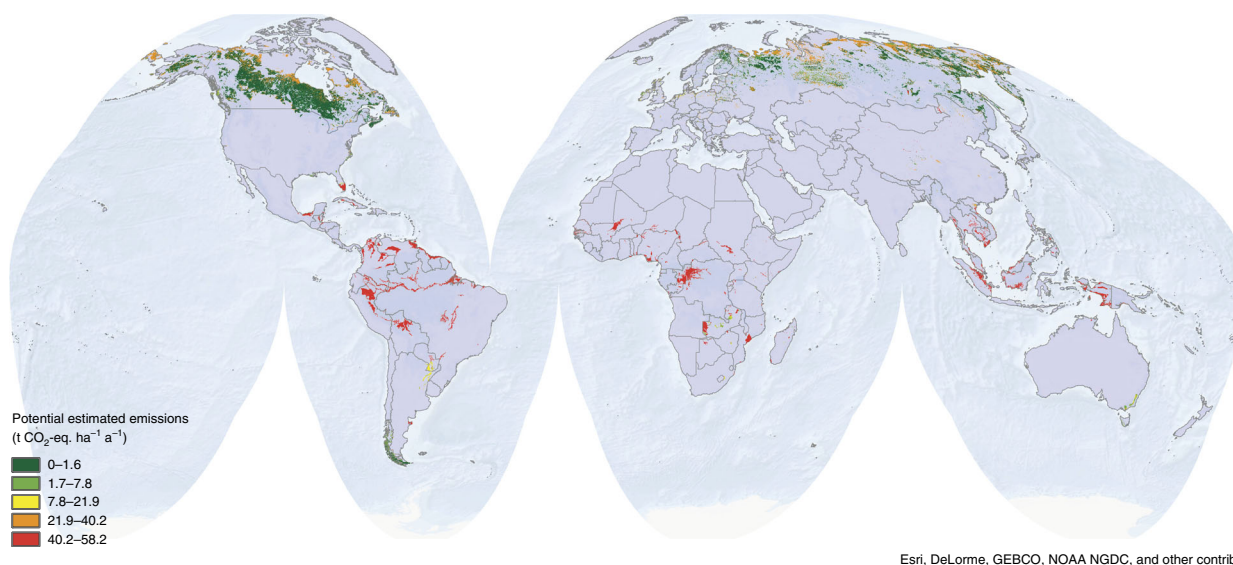 Potential estimated emissions
(t CO₂-eq. ha⁻¹ a⁻¹)
0–1.6
1.7–7.8
7.8–21.9
21.9–40.2
40.2–58.2
Esri, DeLorme, GEBCO, NOAA NGDC, and other contrib